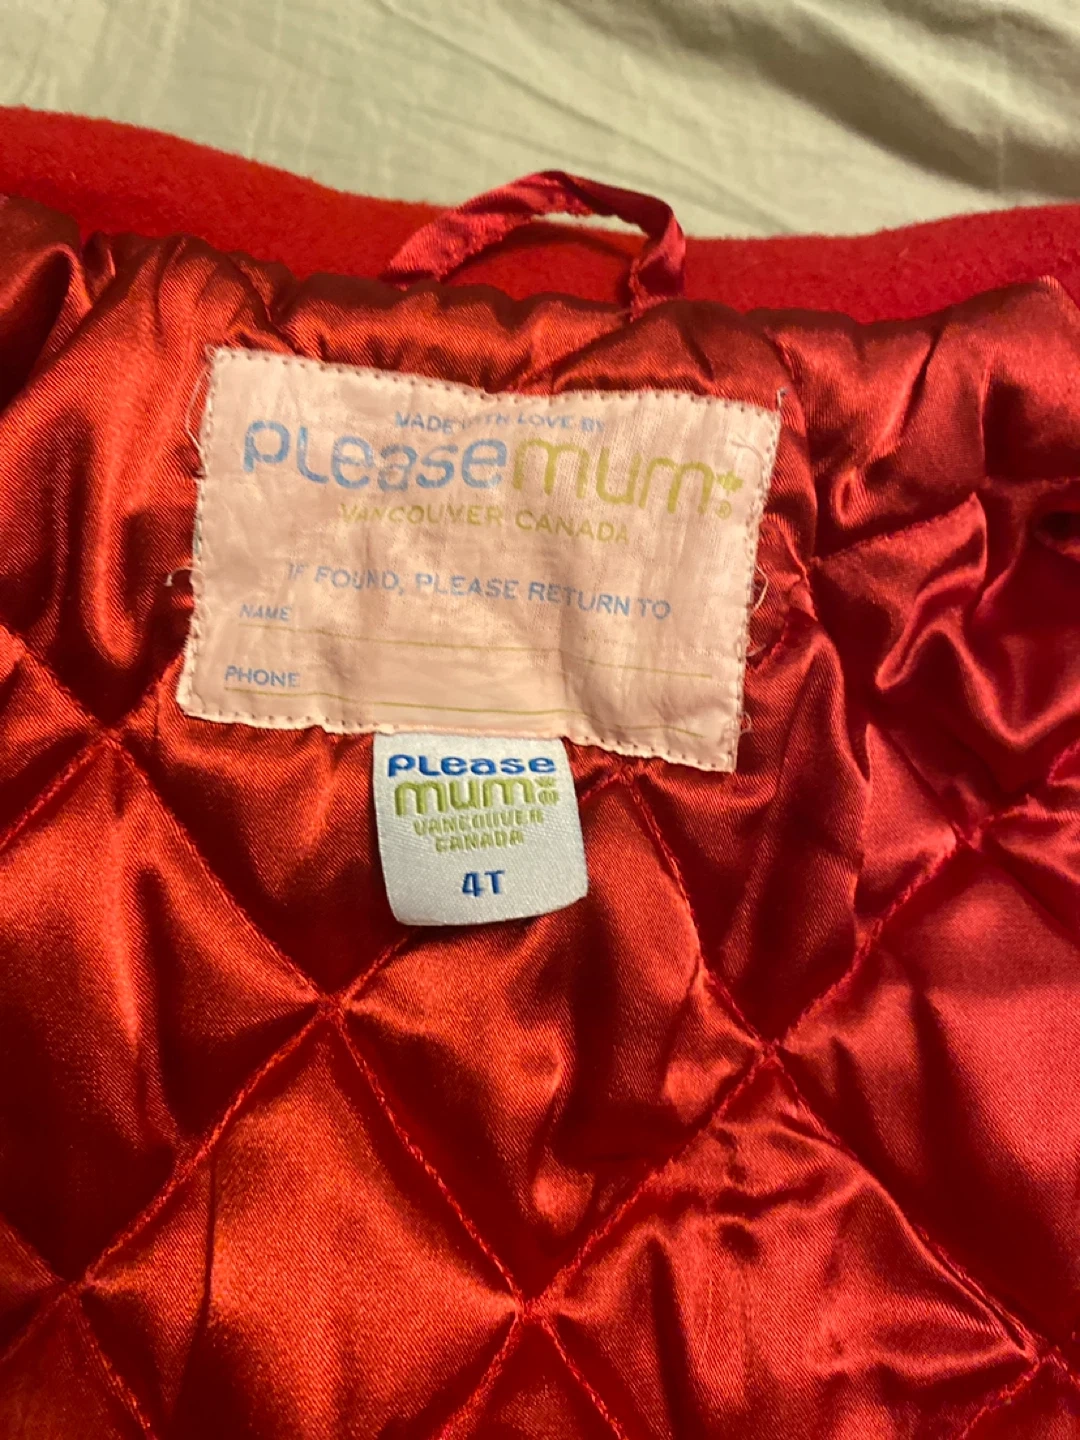 MADE WITH LOVE BY
pleasemum
®
VANCOUVER CANADA
IF FOUND, PLEASE RETURN TO
NAME
PHONE
please
mum
®
VANCOUVER
CANADA
4T